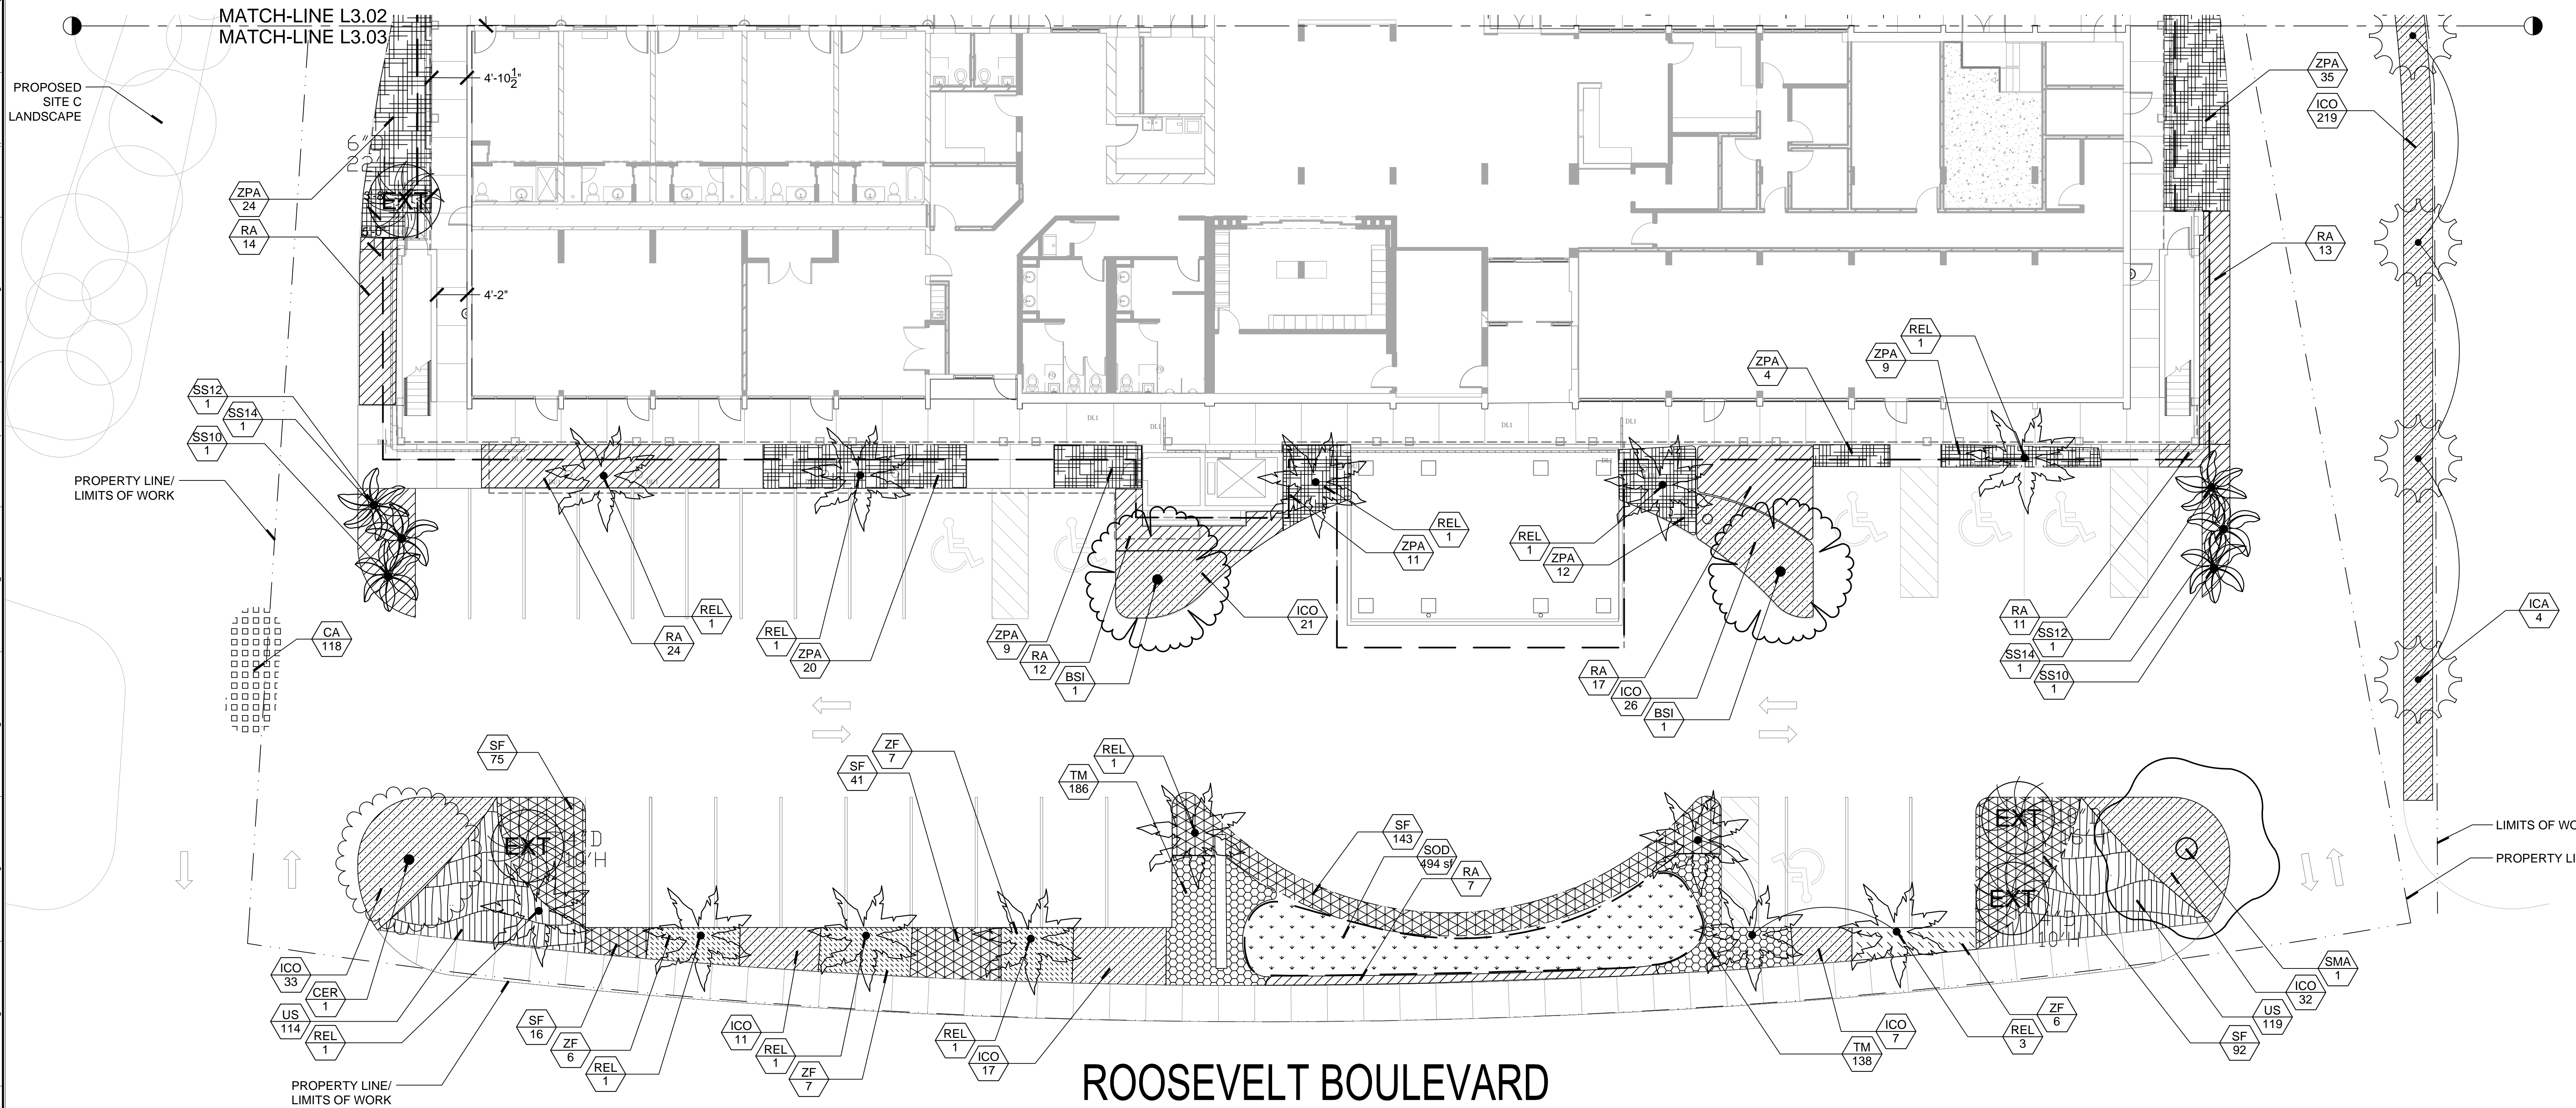 MATCH-LINE L3.02
MATCH-LINE L3.03
PROPOSED
SITE C
LANDSCAPE
4'-10 1/2"
ZPA
24
RA
14
EXT
4'-2"
ZPA
35
ICO
219
RA
13
SS12
1
SS14
1
SS10
1
PROPERTY LINE/
LIMITS OF WORK
REL
1
ZPA
9
ZPA
4
DL1
DL1
DL1
DL1
CA
118
REL
1
RA
24
REL
1
ZPA
20
ZPA
9
RA
12
BSI
1
ICO
21
ZPA
11
REL
1
REL
1
ZPA
12
RA
17
ICO
26
BSI
1
RA
11
SS12
1
SS14
1
SS10
1
ICA
4
SF
75
SF
41
ZF
7
TM
186
REL
1
SF
143
SOD
494 sf
RA
7
EXT
EXT
EXT
10'H
LIMITS OF WO
PROPERTY LI
ICO
33
CER
1
US
114
REL
1
SF
16
ZF
6
REL
1
ICO
11
REL
1
ZF
7
REL
1
ICO
17
TM
138
ICO
7
REL
3
ZF
6
SF
92
US
119
ICO
32
SMA
1
PROPERTY LINE/
LIMITS OF WORK
ROOSEVELT BOULEVARD